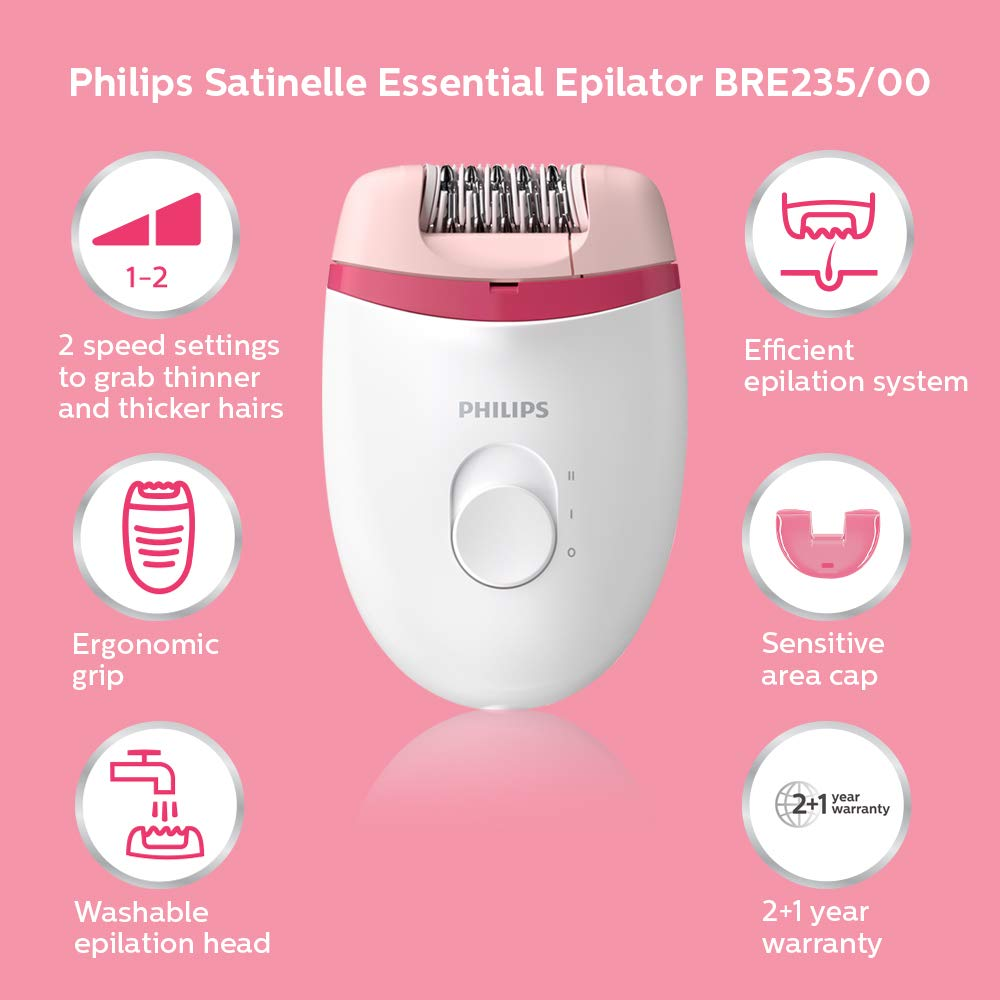 Philips Satinelle Essential Epilator BRE235/00
1-2
2 speed settings
to grab thinner
and thicker hairs
Efficient
epilation system
PHILIPS
II
I
O
Ergonomic
grip
Sensitive
area cap
2+1 year
warranty
Washable
epilation head
2+1 year
warranty